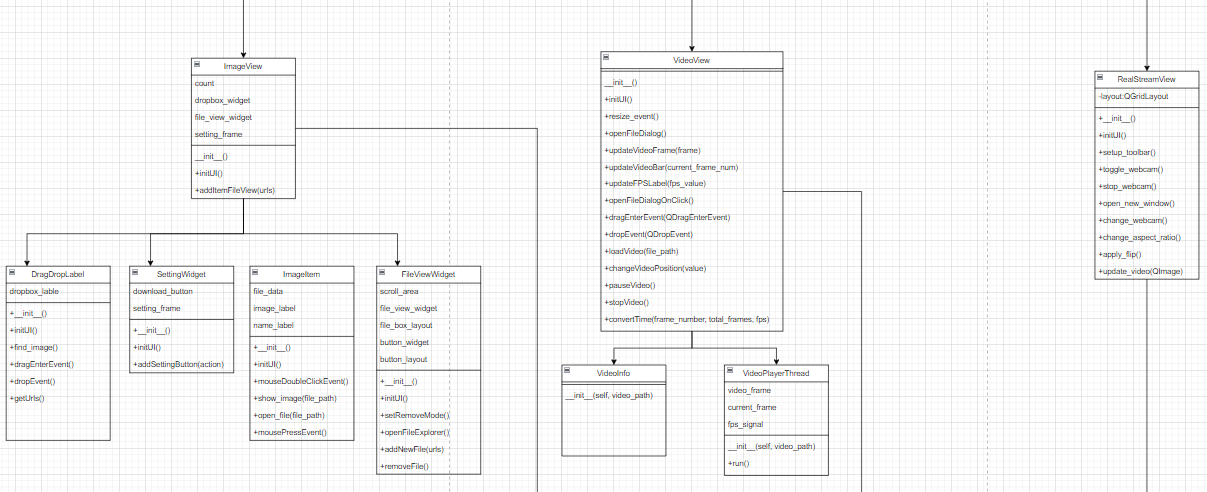 ImageView
count
dropbox_widget
file_view_widget
setting_frame
__init__()
+initUI()
+addItemFileView(urls)
VideoView
__init__()
+initUI()
+resize_event()
+openFileDialog()
+updateVideoFrame(frame)
+updateVideoBar(current_frame_num)
+updateFPSLabel(fps_value)
+openFileDialogOnClick()
+dragEnterEvent(QDragEnterEvent)
+dropEvent(QDropEvent)
+loadVideo(file_path)
+changeVideoPosition(value)
+pauseVideo()
+stopVideo()
+convertTime(frame_number, total_frames, fps)
RealStreamView
-layout:QGridLayout
+__init__()
+initUI()
+setup_toolbar()
+toggle_webcam()
+stop_webcam()
+open_new_window()
+change_webcam()
+change_aspect_ratio()
+apply_flip()
+update_video(QImage)
DragDropLabel
dropbox_lable
+__init__()
+initUI()
+find_image()
+dragEnterEvent()
+dropEvent()
+getUrls()
SettingWidget
download_button
setting_frame
+__init__()
+initUI()
+addSettingButton(action)
ImageItem
file_data
image_label
name_label
+__init__()
+initUI()
+mouseDoubleClickEvent()
+show_image(file_path)
+open_file(file_path)
+mousePressEvent()
FileViewWidget
scroll_area
file_view_widget
file_box_layout
button_widget
button_layout
+__init__()
+initUI()
+setRemoveMode()
+openFileExplorer()
+addNewFile(urls)
+removeFile()
VideoInfo
__init__(self, video_path)
VideoPlayerThread
video_frame
current_frame
fps_signal
__init__(self, video_path)
+run()